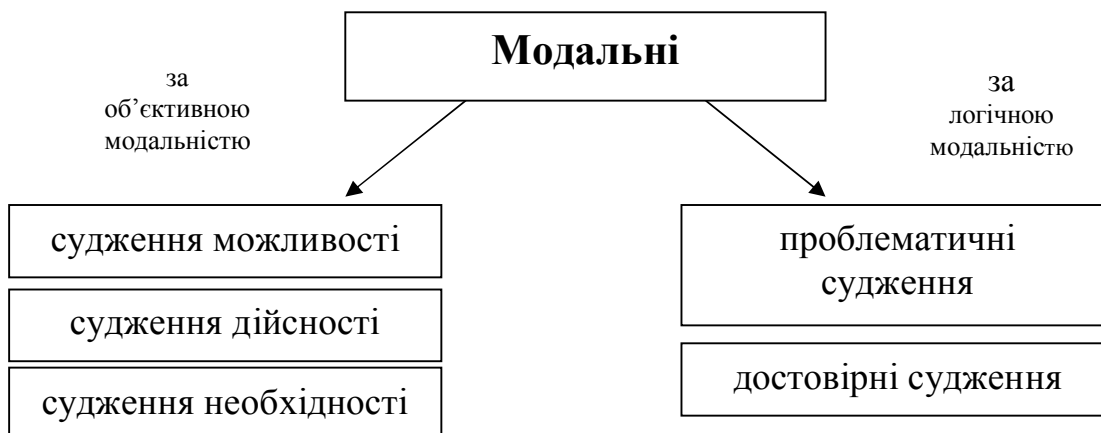 Модальні
за
об’єктивною
модальністю
за
логічною
модальністю
судження можливості
судження дійсності
судження необхідності
проблематичні
судження
достовірні судження